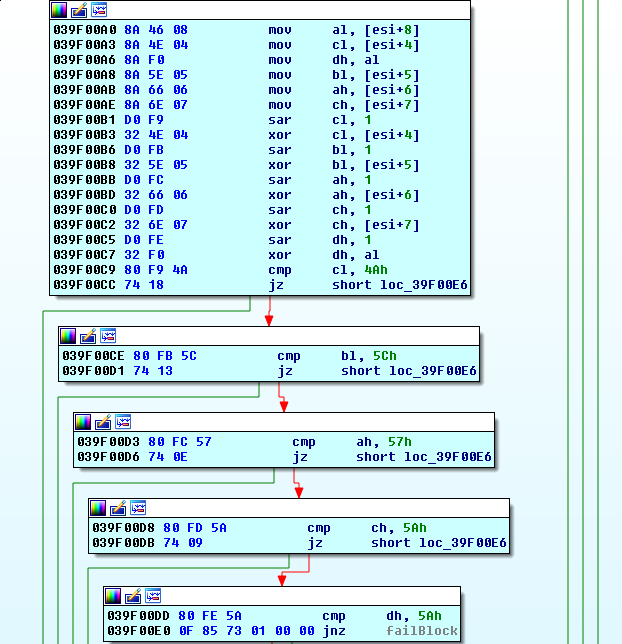 039F00A0 8A 46 08 mov al, [esi+8]
039F00A3 8A 4E 04 mov cl, [esi+4]
039F00A6 8A F0 mov dh, al
039F00A8 8A 5E 05 mov bl, [esi+5]
039F00AB 8A 66 06 mov ah, [esi+6]
039F00AE 8A 6E 07 mov ch, [esi+7]
039F00B1 D0 F9 sar cl, 1
039F00B3 32 4E 04 xor cl, [esi+4]
039F00B6 D0 FB sar bl, 1
039F00B8 32 5E 05 xor bl, [esi+5]
039F00BB D0 FC sar ah, 1
039F00BD 32 66 06 xor ah, [esi+6]
039F00C0 D0 FD sar ch, 1
039F00C2 32 6E 07 xor ch, [esi+7]
039F00C5 D0 FE sar dh, 1
039F00C7 32 F0 xor dh, al
039F00C9 80 F9 4A cmp cl, 4Ah
039F00CC 74 18 jz short loc_39F00E6
039F00CE 80 FB 5C cmp bl, 5Ch
039F00D1 74 13 jz short loc_39F00E6
039F00D3 80 FC 57 cmp ah, 57h
039F00D6 74 0E jz short loc_39F00E6
039F00D8 80 FD 5A cmp ch, 5Ah
039F00DB 74 09 jz short loc_39F00E6
039F00DD 80 FE 5A cmp dh, 5Ah
039F00E0 0F 85 73 01 00 00 jnz failBlock